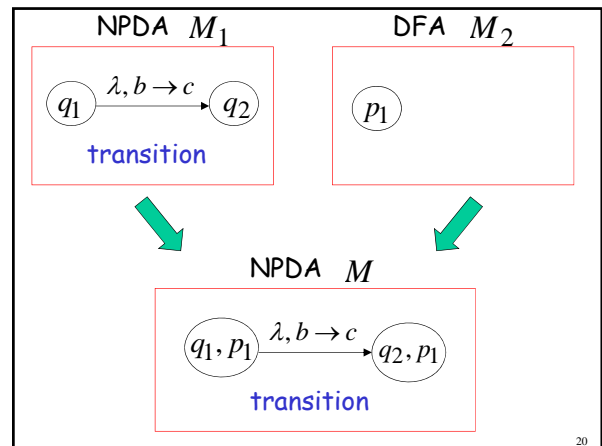 NPDA M₁
q₁ λ, b → c q₂
transition
DFA M₂
p₁
NPDA M
q₁, p₁ λ, b → c q₂, p₁
transition
20